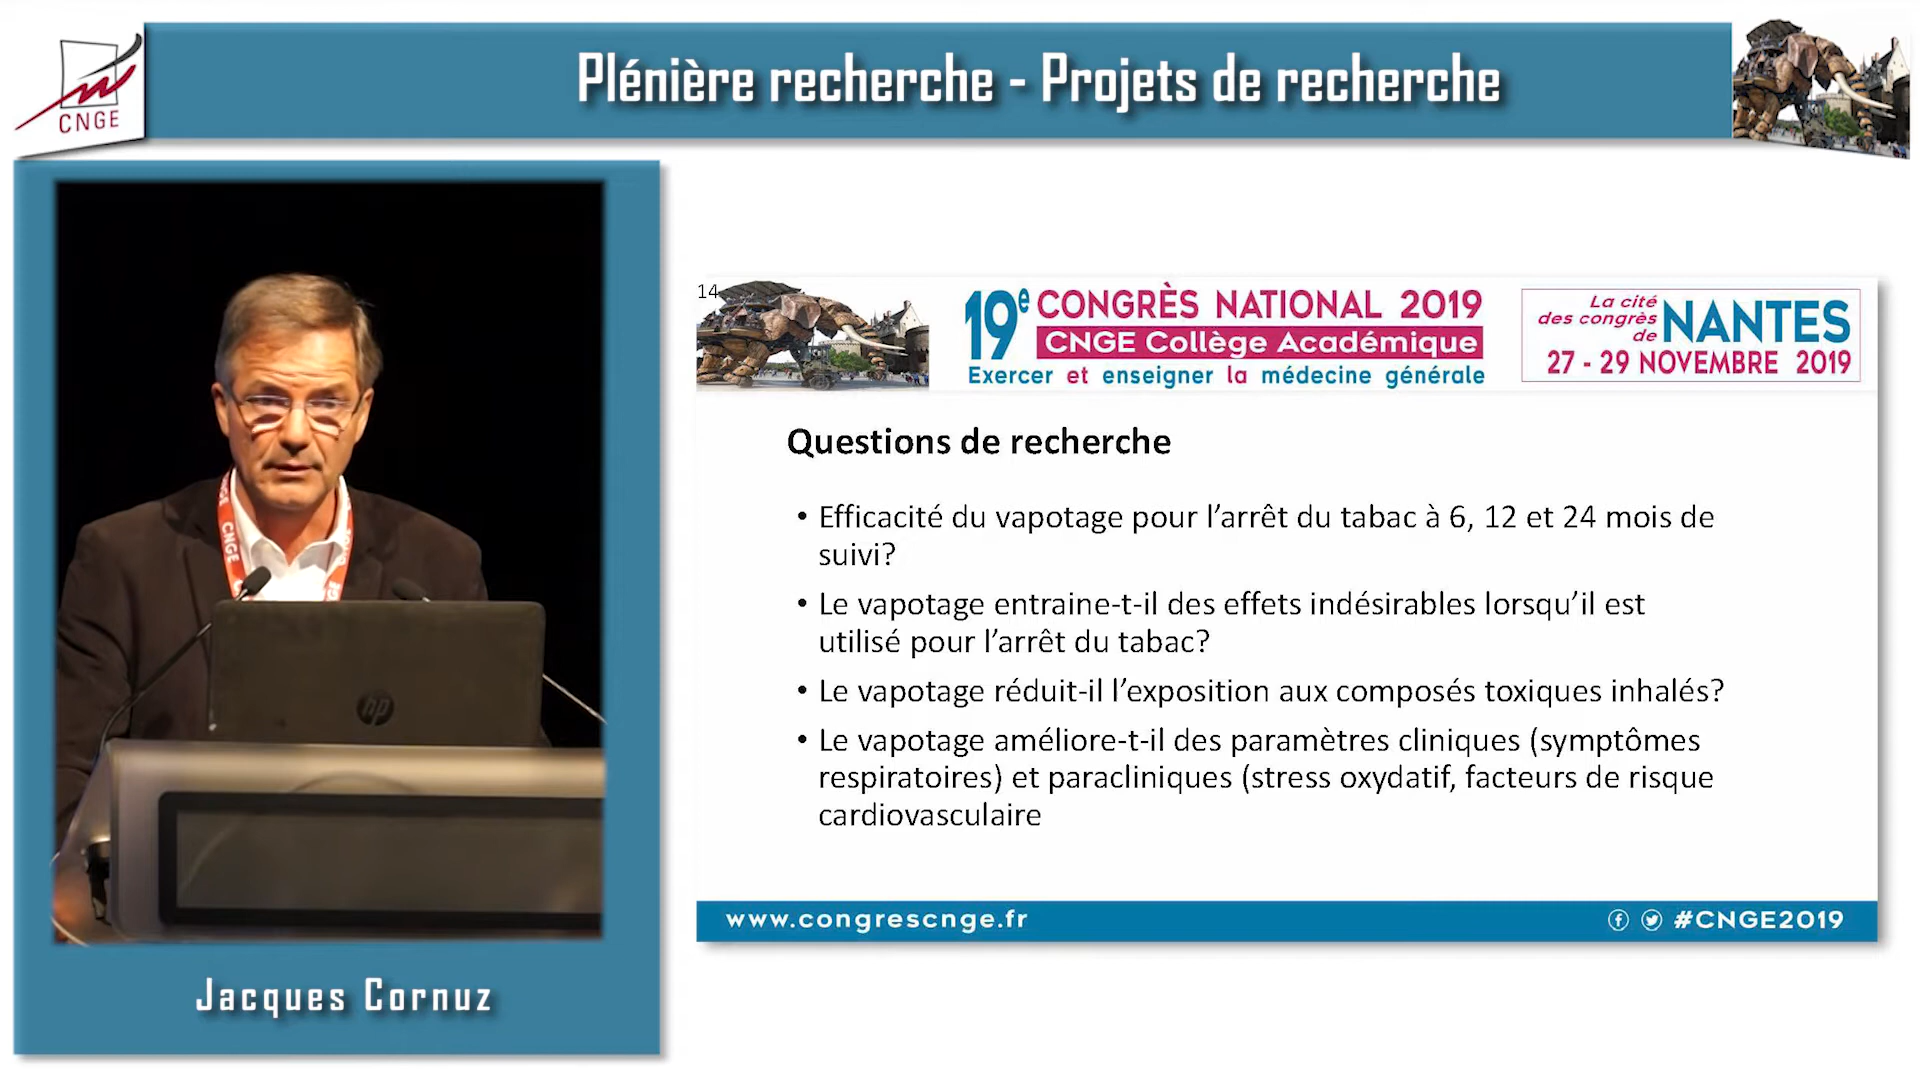 Plénière recherche - Projets de recherche
CNGE
CNGE
hp
Jacques Cornuz
14
19e CONGRÈS NATIONAL 2019
CNGE Collège Académique
Exercer et enseigner la médecine générale
La cité
des congrès
de
NANTES
27 - 29 NOVEMBRE 2019
Questions de recherche
• Efficacité du vapotage pour l’arrêt du tabac à 6, 12 et 24 mois de
suivi?
• Le vapotage entraine-t-il des effets indésirables lorsqu’il est
utilisé pour l’arrêt du tabac?
• Le vapotage réduit-il l’exposition aux composés toxiques inhalés?
• Le vapotage améliore-t-il des paramètres cliniques (symptômes
respiratoires) et paracliniques (stress oxydatif, facteurs de risque
cardiovasculaire
www.congrescnge.fr
#CNGE2019